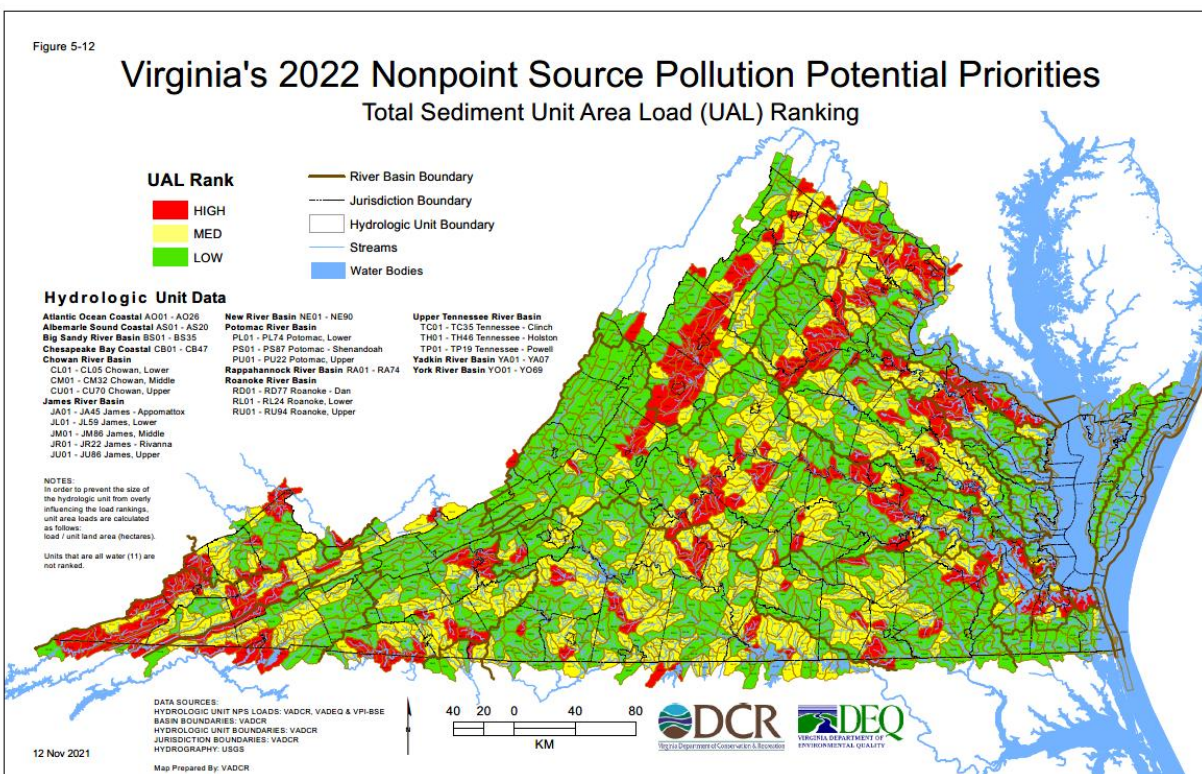 Figure 5-12
Virginia's 2022 Nonpoint Source Pollution Potential Priorities
Total Sediment Unit Area Load (UAL) Ranking
UAL Rank
HIGH
MED
LOW
River Basin Boundary
Jurisdiction Boundary
Hydrologic Unit Boundary
Streams
Water Bodies
Hydrologic Unit Data
Atlantic Ocean Coastal AO01 - AO26
Albemarle Sound Coastal AS01 - AS20
Big Sandy River Basin BS01 - BS35
Chesapeake Bay Coastal CB01 - CB47
Chowan River Basin
CL01 - CL05 Chowan, Lower
CM01 - CM32 Chowan, Middle
CU01 - CU70 Chowan, Upper
James River Basin
JA01 - JA45 James - Appomattox
JL01 - JL59 James, Lower
JM01 - JM86 James, Middle
JR01 - JR22 James - Rivanna
JU01 - JU86 James, Upper
New River Basin NE01 - NE90
Potomac River Basin
PL01 - PL74 Potomac, Lower
PS01 - PS87 Potomac - Shenandoah
PU01 - PU22 Potomac, Upper
Rappahannock River Basin RA01 - RA74
Roanoke River Basin
RD01 - RD77 Roanoke - Dan
RL01 - RL24 Roanoke, Lower
RU01 - RU94 Roanoke, Upper
Upper Tennessee River Basin
TC01 - TC35 Tennessee - Clinch
TH01 - TH46 Tennessee - Holston
TP01 - TP19 Tennessee - Powell
Yadkin River Basin YA01 - YA07
York River Basin YO01 - YO69
NOTES:
In order to prevent the size of
the hydrologic unit from overly
influencing the load rankings,
unit area loads are calculated
as follows:
load / unit land area (hectares).
Units that are all water (11) are
not ranked.
DATA SOURCES:
HYDROLOGIC UNIT NPS LOADS: VADCR, VADEQ & VPI-BSE
BASIN BOUNDARIES: VADCR
HYDROLOGIC UNIT BOUNDARIES: VADCR
JURISDICTION BOUNDARIES: VADCR
HYDROGRAPHY: USGS
Map Prepared By: VADCR
12 Nov 2021
40 20 0 40 80
KM
DCR
Virginia Department of Conservation & Recreation
DEQ
VIRGINIA DEPARTMENT OF
ENVIRONMENTAL QUALITY